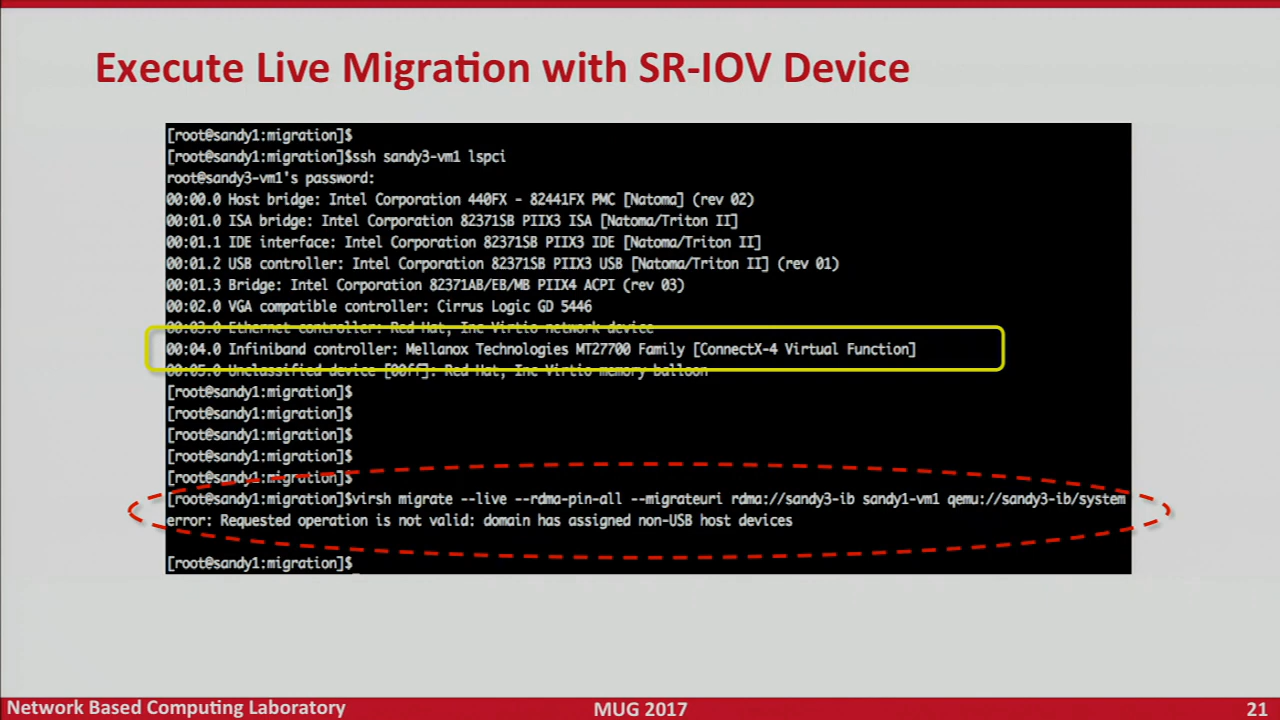 Execute Live Migration with SR-IOV Device
[root@sandy1:migration]$
[root@sandy1:migration]$ssh sandy3-vm1 lspci
root@sandy3-vm1's password:
00:00.0 Host bridge: Intel Corporation 440FX - 82441FX PMC [Natoma] (rev 02)
00:01.0 ISA bridge: Intel Corporation 82371SB PIIX3 ISA [Natoma/Triton II]
00:01.1 IDE interface: Intel Corporation 82371SB PIIX3 IDE [Natoma/Triton II]
00:01.2 USB controller: Intel Corporation 82371SB PIIX3 USB [Natoma/Triton II] (rev 01)
00:01.3 Bridge: Intel Corporation 82371AB/EB/MB PIIX4 ACPI (rev 03)
00:02.0 VGA compatible controller: Cirrus Logic GD 5446
00:03.0 Ethernet controller: Red Hat, Inc Virtio network device
00:04.0 Infiniband controller: Mellanox Technologies MT27700 Family [ConnectX-4 Virtual Function]
00:05.0 Unclassified device [00ff]: Red Hat, Inc Virtio memory balloon
[root@sandy1:migration]$
[root@sandy1:migration]$
[root@sandy1:migration]$
[root@sandy1:migration]$
[root@sandy1:migration]$
[root@sandy1:migration]$virsh migrate --live --rdma-pin-all --migrateuri rdma://sandy3-ib sandy1-vm1 qemu://sandy3-ib/system
error: Requested operation is not valid: domain has assigned non-USB host devices
[root@sandy1:migration]$
Network Based Computing Laboratory
MUG 2017
21